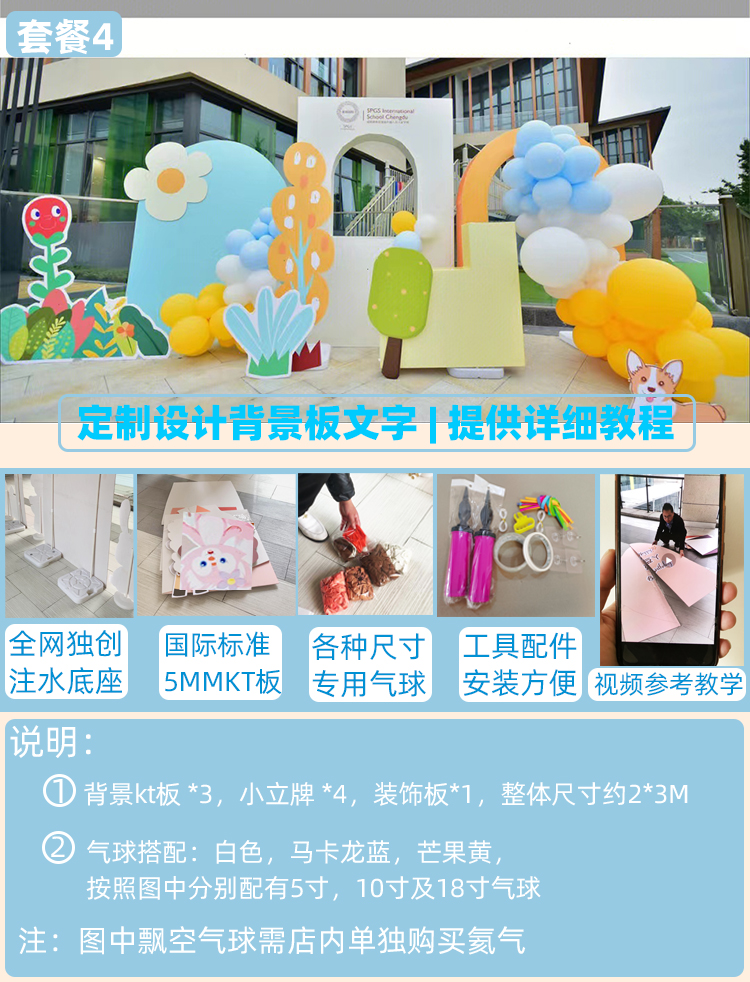 套餐4
SPGS International
School Chengdu
定制设计背景板文字 | 提供详细教程
全网独创
注水底座
国际标准
5MMKT板
各种尺寸
专用气球
工具配件
安装方便
视频参考教学
说明：
① 背景kt板 *3，小立牌 *4，装饰板*1，整体尺寸约2*3M
② 气球搭配：白色，马卡龙蓝，芒果黄，
按照图中分别配有5寸，10寸及18寸气球
注：图中飘空气球需店内单独购买氦气